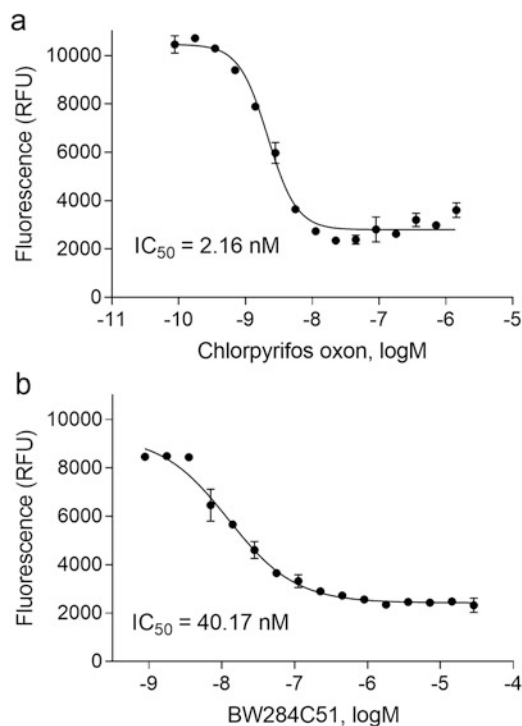 a
Fluorescence (RFU)
10000
8000
6000
4000
2000
0
IC50 = 2.16 nM
-11 -10 -9 -8 -7 -6 -5
Chlorpyrifos oxon, logM
b
Fluorescence (RFU)
10000
8000
6000
4000
2000
0
IC50 = 40.17 nM
-9 -8 -7 -6 -5 -4
BW284C51, logM